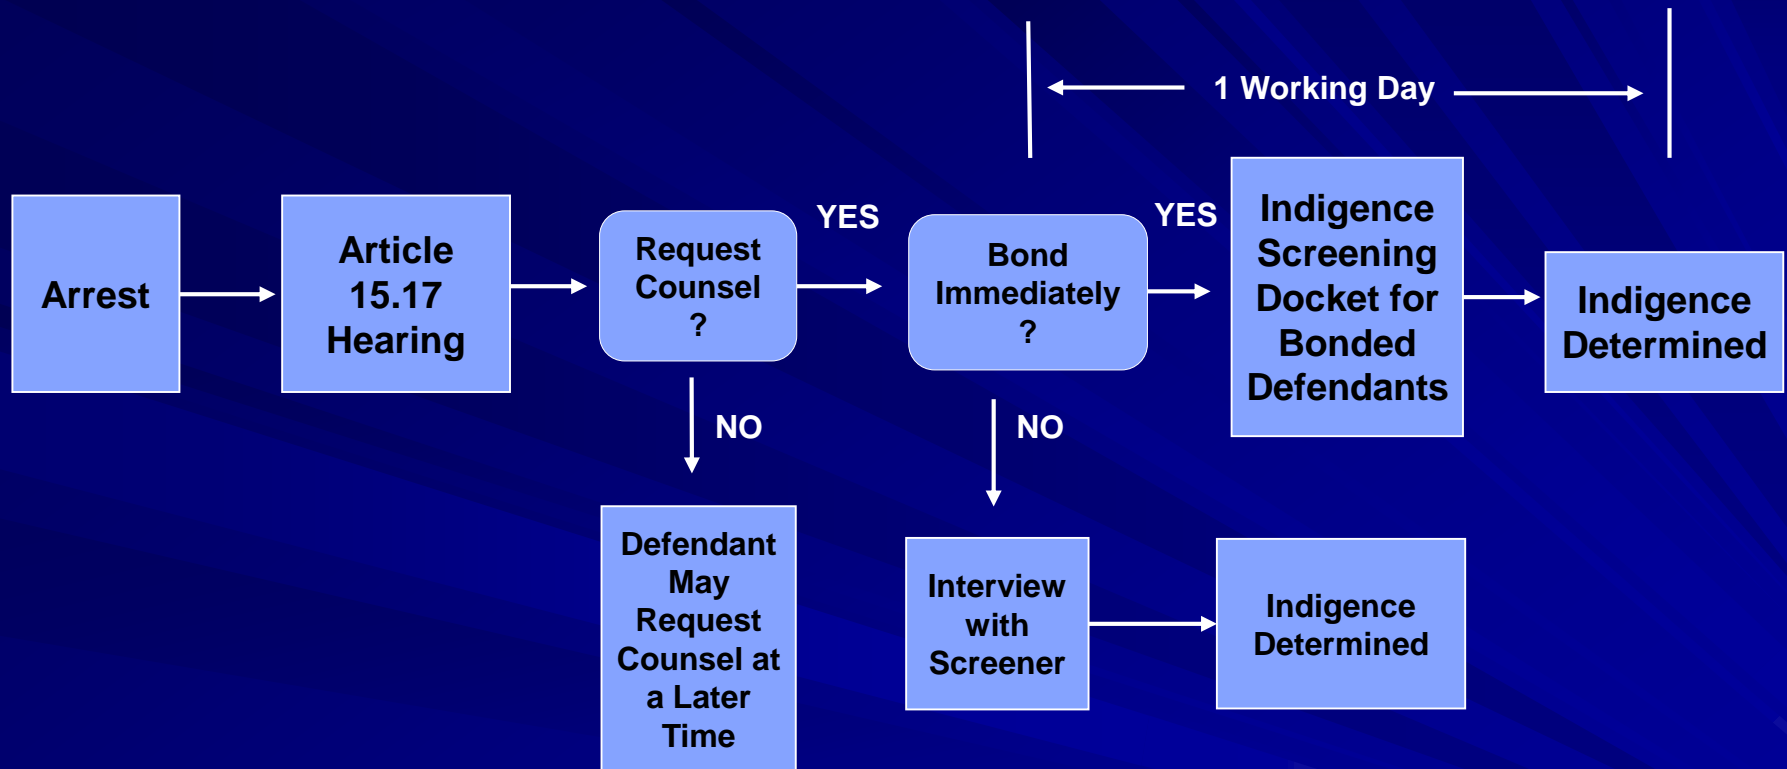 1 Working Day
Arrest
Article
15.17
Hearing
Request
Counsel
?
YES
Bond
Immediately
?
YES
Indigence
Screening
Docket for
Bonded
Defendants
Indigence
Determined
NO
NO
Defendant
May
Request
Counsel at
a Later
Time
Interview
with
Screener
Indigence
Determined